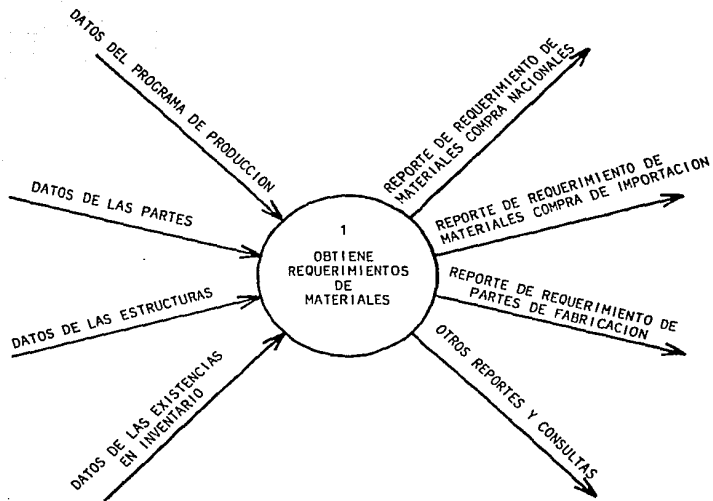 DATOS DEL PROGRAMA DE PRODUCCION
DATOS DE LAS PARTES
DATOS DE LAS ESTRUCTURAS
DATOS DE LAS EXISTENCIAS
EN INVENTARIO
1
OBTIENE
REQUERIMIENTOS
DE
MATERIALES
REPORTE DE REQUERIMIENTO DE
MATERIALES COMPRA NACIONALES
REPORTE DE REQUERIMIENTO DE
MATERIALES COMPRA DE IMPORTACION
REPORTE DE REQUERIMIENTO DE
PARTES DE FABRICACION
OTROS REPORTES Y CONSULTAS